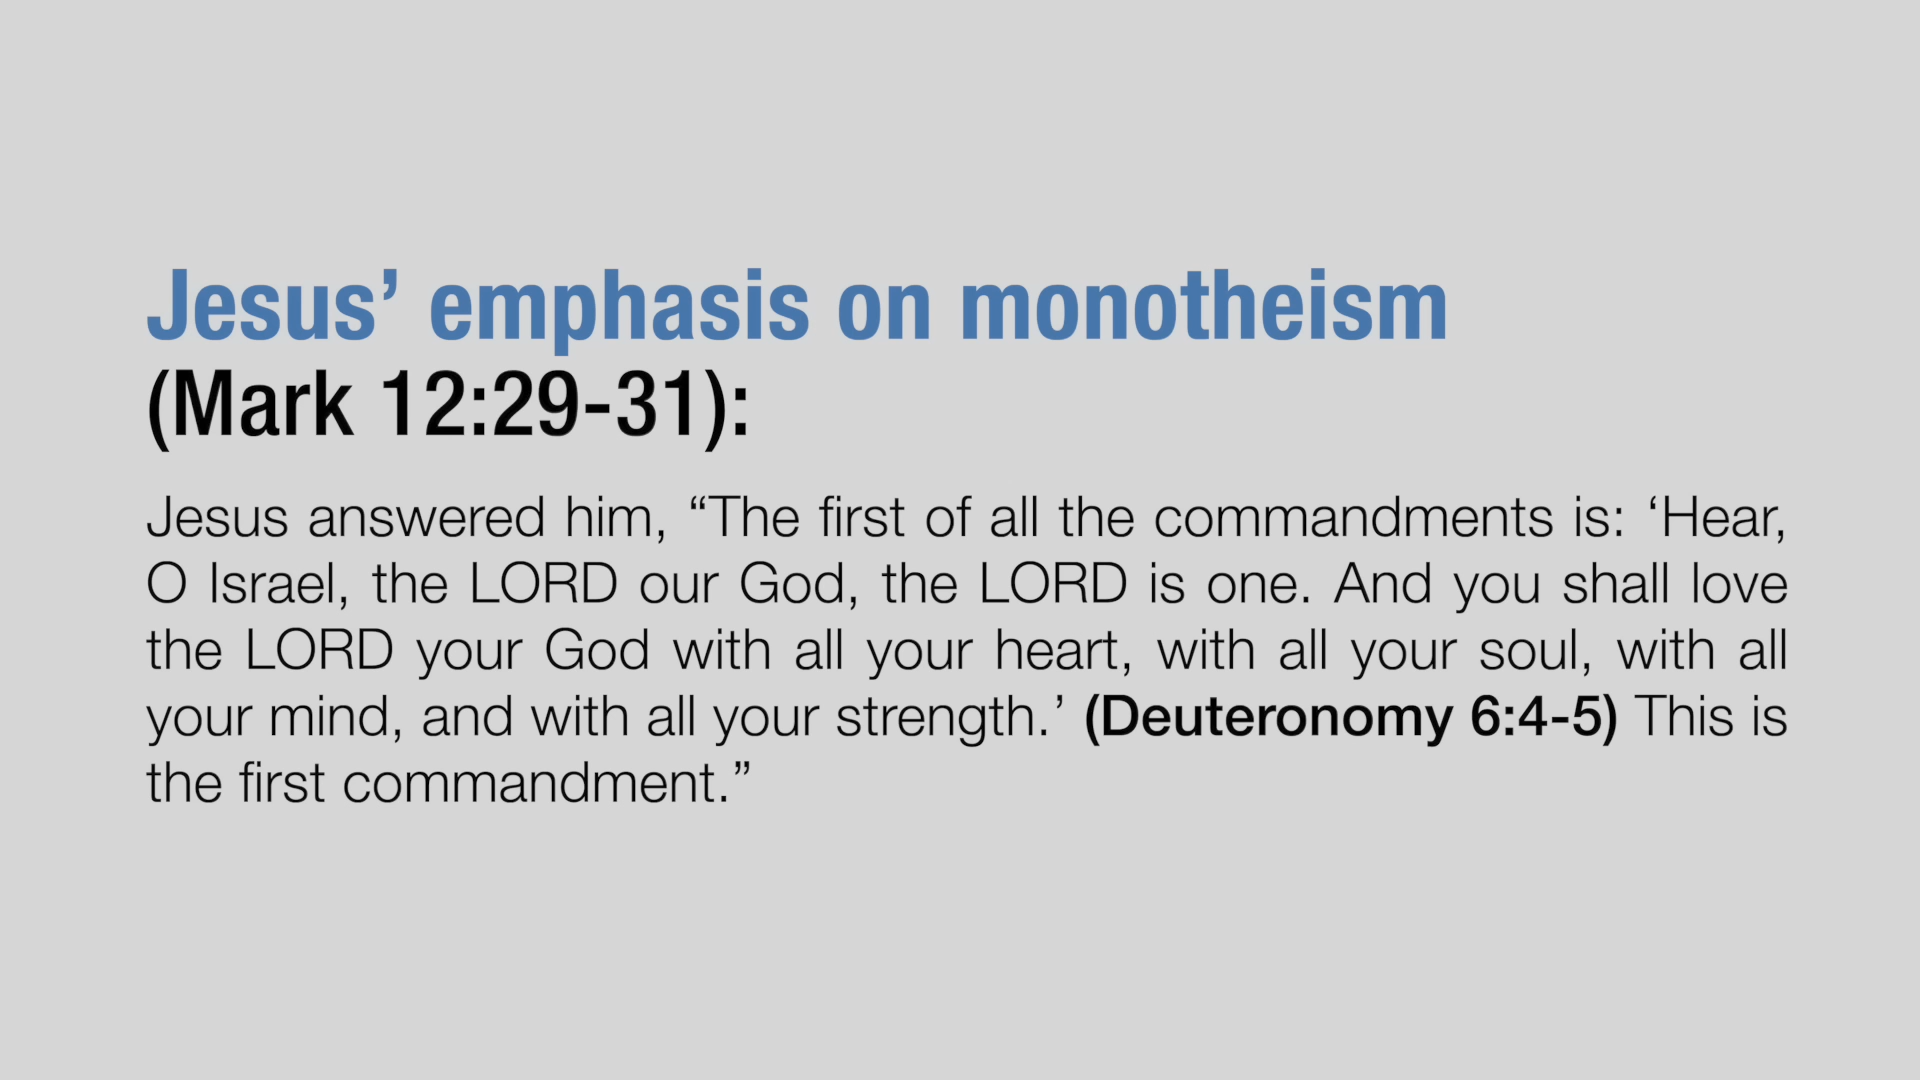 Jesus’ emphasis on monotheism
(Mark 12:29-31):
Jesus answered him, “The first of all the commandments is: ‘Hear,
O Israel, the LORD our God, the LORD is one. And you shall love
the LORD your God with all your heart, with all your soul, with all
your mind, and with all your strength.’ (Deuteronomy 6:4-5) This is
the first commandment.”